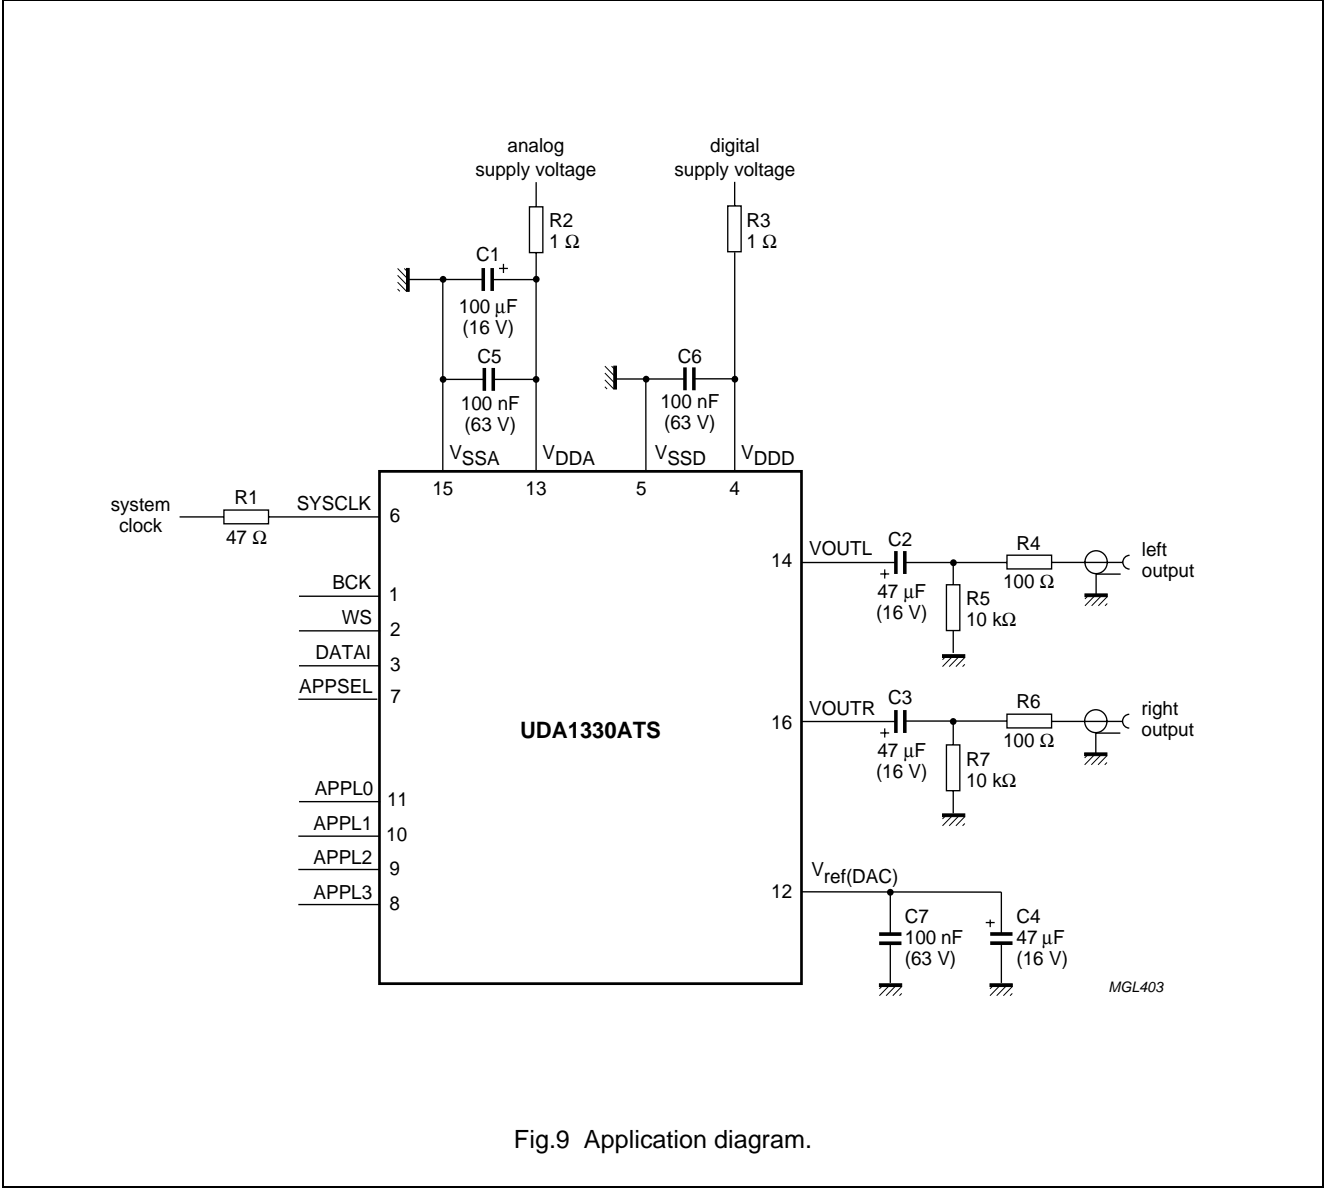 analog
supply voltage
digital
supply voltage
R2
1 Ω
R3
1 Ω
C1
+
100 μF
(16 V)
C5
100 nF
(63 V)
C6
100 nF
(63 V)
VSSA
VDDA
VSSD
VDDD
15
13
5
4
system
clock
R1
47 Ω
SYSCLK
6
BCK
1
WS
2
DATAI
3
APPSEL
7
APPL0
11
APPL1
10
APPL2
9
APPL3
8
UDA1330ATS
14
VOUTL
C2
+
47 μF
(16 V)
R5
10 kΩ
R4
100 Ω
left
output
16
VOUTR
C3
+
47 μF
(16 V)
R7
10 kΩ
R6
100 Ω
right
output
12
Vref(DAC)
C7
100 nF
(63 V)
+
C4
47 μF
(16 V)
MGL403
Fig.9 Application diagram.